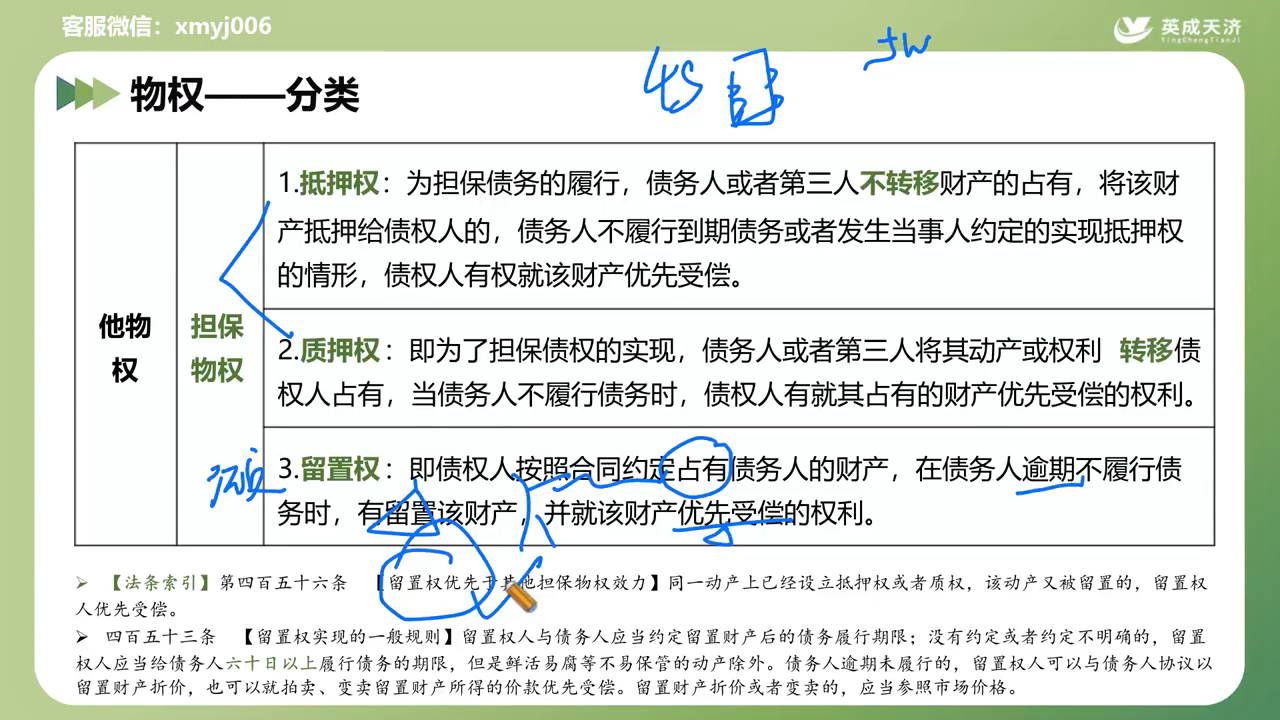 客服微信：xmyj006
英成天济
YingChengTianJi
物权——分类
4S
5w
他物权
担保物权
1.抵押权：为担保债务的履行，债务人或者第三人不转移财产的占有，将该财
产抵押给债权人的，债务人不履行到期债务或者发生当事人约定的实现抵押权
的情形，债权人有权就该财产优先受偿。
2.质押权：即为了担保债权的实现，债务人或者第三人将其动产或权利 转移债
权人占有，当债务人不履行债务时，债权人有就其占有的财产优先受偿的权利。
3.留置权：即债权人按照合同约定占有债务人的财产，在债务人逾期不履行债
务时，有留置该财产，并就该财产优先受偿的权利。
➢ 【法条索引】第四百五十六条 【留置权优先于其他担保物权效力】同一动产上已经设立抵押权或者质权，该动产又被留置的，留置权
人优先受偿。
➢ 四百五十三条 【留置权实现的一般规则】留置权人与债务人应当约定留置财产后的债务履行期限；没有约定或者约定不明确的，留置
权人应当给债务人六十日以上履行债务的期限，但是鲜活易腐等不易保管的动产除外。债务人逾期未履行的，留置权人可以与债务人协议以
留置财产折价，也可以就拍卖、变卖留置财产所得的价款优先受偿。留置财产折价或者变卖的，应当参照市场价格。